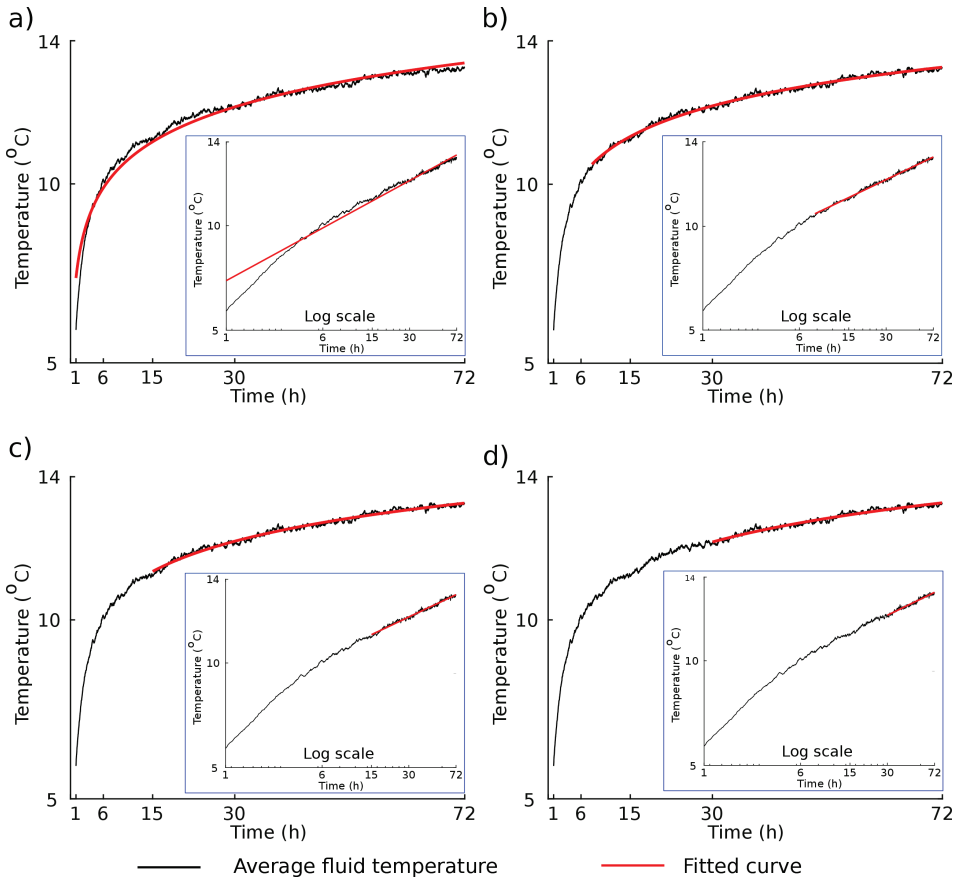 a)
14
10
5
Temperature (°C)
1 6 15 30 72
Time (h)
14
10
5
Temperature (°C)
Log scale
1 6 15 30 72
Time (h)
b)
14
10
5
Temperature (°C)
1 6 15 30 72
Time (h)
14
10
5
Temperature (°C)
Log scale
1 6 15 30 72
Time (h)
c)
14
10
5
Temperature (°C)
1 6 15 30 72
Time (h)
14
10
5
Temperature (°C)
Log scale
1 6 15 30 72
Time (h)
d)
14
10
5
Temperature (°C)
1 6 15 30 72
Time (h)
14
10
5
Temperature (°C)
Log scale
1 6 15 30 72
Time (h)
Average fluid temperature
Fitted curve